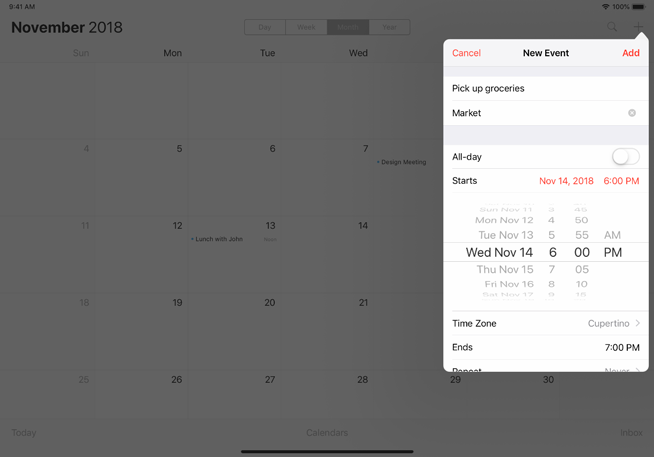 9:41 AM 100%
November 2018 Day Week Month Year
Sun Mon Tue Wed
4 5 6 7
Design Meeting
11 12 13 14
Lunch with John Noon
18 19 20 21
25 26 27 28 29 30
Today Calendars Inbox
Cancel New Event Add
Pick up groceries
Market
All-day
Starts Nov 14, 2018 6:00 PM
Sun Nov 11 3 45
Mon Nov 12 4 50
Tue Nov 13 5 55 AM
Wed Nov 14 6 00 PM
Thu Nov 15 7 05
Fri Nov 16 8 10
Sat Nov 17 9 15
Time Zone Cupertino
Ends 7:00 PM
Repeat Never